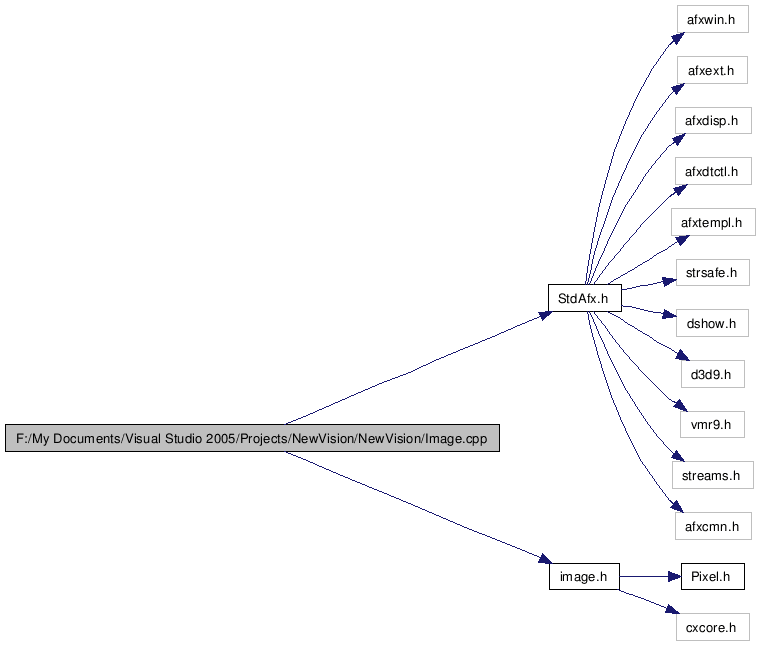 afxwin.h
afxext.h
afxdisp.h
afxdtctl.h
afxtempl.h
strsafe.h
StdAfx.h
dshow.h
d3d9.h
vmr9.h
F:/My Documents/Visual Studio 2005/Projects/NewVision/NewVision/Image.cpp
streams.h
afxcmn.h
image.h
Pixel.h
cxcore.h